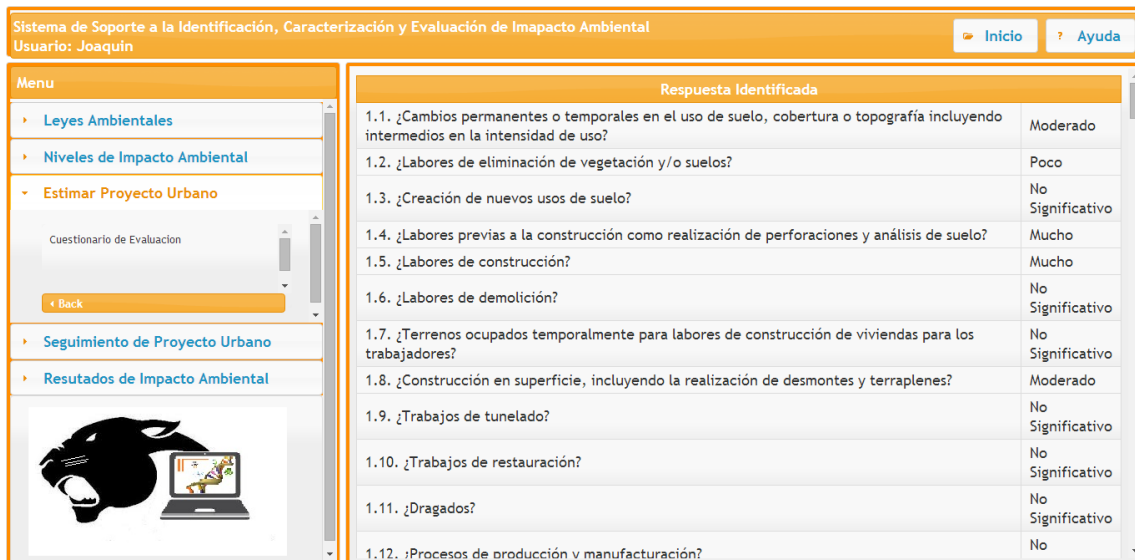 Sistema de Soporte a la Identificación, Caracterización y Evaluación de Imapacto Ambiental
Usuario: Joaquin
Inicio
? Ayuda
Menu
Leyes Ambientales
Niveles de Impacto Ambiental
Estimar Proyecto Urbano
Cuestionario de Evaluacion
Back
Seguimiento de Proyecto Urbano
Resutados de Impacto Ambiental
Respuesta Identificada
1.1. ¿Cambios permanentes o temporales en el uso de suelo, cobertura o topografía incluyendo
intermedios en la intensidad de uso?
Moderado
1.2. ¿Labores de eliminación de vegetación y/o suelos?
Poco
1.3. ¿Creación de nuevos usos de suelo?
No
Significativo
1.4. ¿Labores previas a la construcción como realización de perforaciones y análisis de suelo?
Mucho
1.5. ¿Labores de construcción?
Mucho
1.6. ¿Labores de demolición?
No
Significativo
1.7. ¿Terrenos ocupados temporalmente para labores de construcción de viviendas para los
trabajadores?
No
Significativo
1.8. ¿Construcción en superficie, incluyendo la realización de desmontes y terraplenes?
Moderado
1.9. ¿Trabajos de tunelado?
No
Significativo
1.10. ¿Trabajos de restauración?
No
Significativo
1.11. ¿Dragados?
No
Significativo
1.12. ¿Procesos de producción y manufacturación?
No